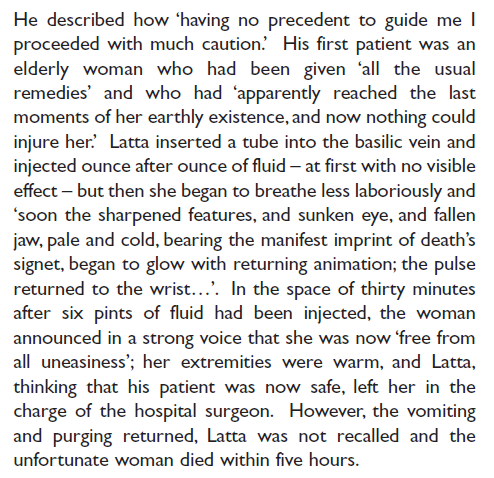 He described how ‘having no precedent to guide me I
proceeded with much caution.’ His first patient was an
elderly woman who had been given ‘all the usual
remedies’ and who had ‘apparently reached the last
moments of her earthly existence, and now nothing could
injure her.’ Latta inserted a tube into the basilic vein and
injected ounce after ounce of fluid – at first with no visible
effect – but then she began to breathe less laboriously and
‘soon the sharpened features, and sunken eye, and fallen
jaw, pale and cold, bearing the manifest imprint of death’s
signet, began to glow with returning animation; the pulse
returned to the wrist…’. In the space of thirty minutes
after six pints of fluid had been injected, the woman
announced in a strong voice that she was now ‘free from
all uneasiness’; her extremities were warm, and Latta,
thinking that his patient was now safe, left her in the
charge of the hospital surgeon. However, the vomiting
and purging returned, Latta was not recalled and the
unfortunate woman died within five hours.